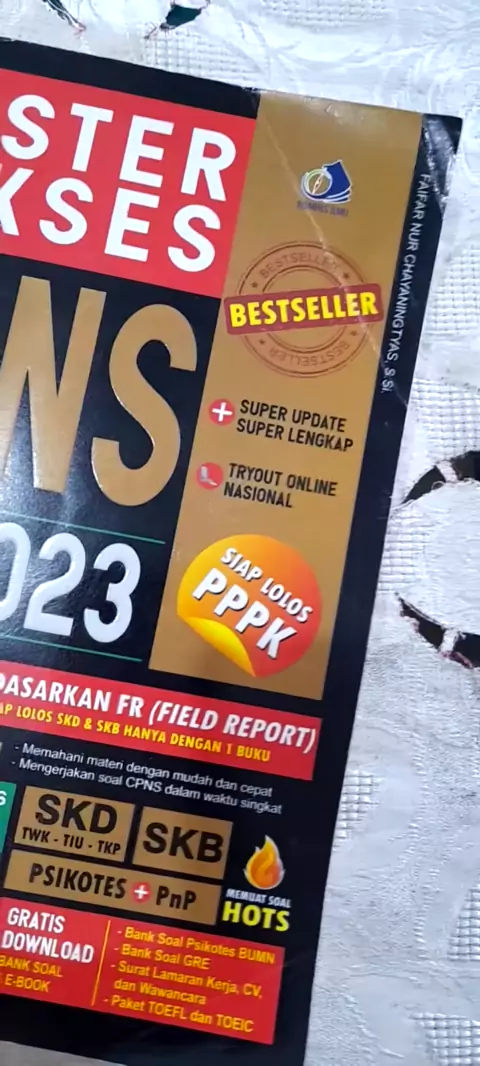 STER
KSES
NS
023
BESTSELLER
BESTSELLER
BESTSELLER
FAIFAR NUR CHAYANINGTYAS, S.Si.
SUPER UPDATE
SUPER LENGKAP
TRYOUT ONLINE
NASIONAL
SIAP LOLOS
PPPK
DASARKAN FR (FIELD REPORT)
AP LOLOS SKD & SKB HANYA DENGAN 1 BUKU
- Memahani materi dengan mudah dan cepat
- Mengerjakan soal CPNS dalam waktu singkat
S
SKD
TWK - TIU - TKP
SKB
PSIKOTES + PnP
MEMUAT SOAL
HOTS
GRATIS
DOWNLOAD
BANK SOAL
E-BOOK
- Bank Soal Psikotes BUMN
- Bank Soal GRE
- Surat Lamaran Kerja, CV,
dan Wawancara
- Paket TOEFL dan TOEIC